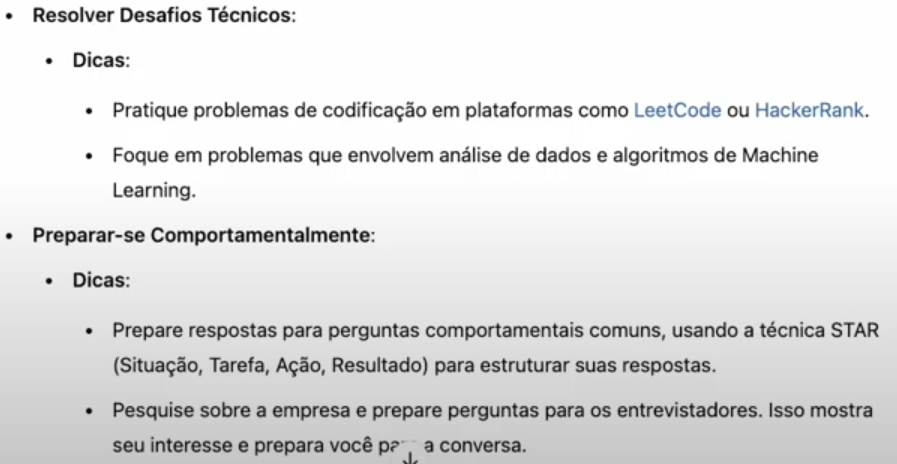 • Resolver Desafios Técnicos:
• Dicas:
• Pratique problemas de codificação em plataformas como LeetCode ou HackerRank.
• Foque em problemas que envolvem análise de dados e algoritmos de Machine
Learning.
• Preparar-se Comportamentalmente:
• Dicas:
• Prepare respostas para perguntas comportamentais comuns, usando a técnica STAR
(Situação, Tarefa, Ação, Resultado) para estruturar suas respostas.
• Pesquise sobre a empresa e prepare perguntas para os entrevistadores. Isso mostra
seu interesse e prepara você a conversa.